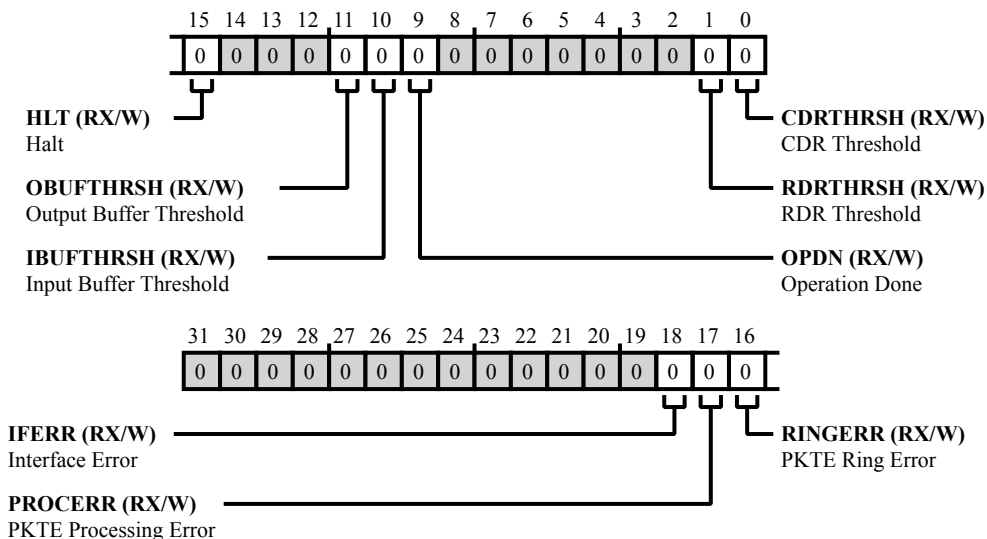 15 14 13 12 11 10 9 8 7 6 5 4 3 2 1 0
0 0 0 0 0 0 0 0 0 0 0 0 0 0 0 0
HLT (RX/W)
Halt
CDRTHRSH (RX/W)
CDR Threshold
OBUFTHRSH (RX/W)
Output Buffer Threshold
RDRTHRSH (RX/W)
RDR Threshold
IBUFTHRSH (RX/W)
Input Buffer Threshold
OPDN (RX/W)
Operation Done
31 30 29 28 27 26 25 24 23 22 21 20 19 18 17 16
0 0 0 0 0 0 0 0 0 0 0 0 0 0 0 0
IFERR (RX/W)
Interface Error
RINGERR (RX/W)
PKTE Ring Error
PROCERR (RX/W)
PKTE Processing Error